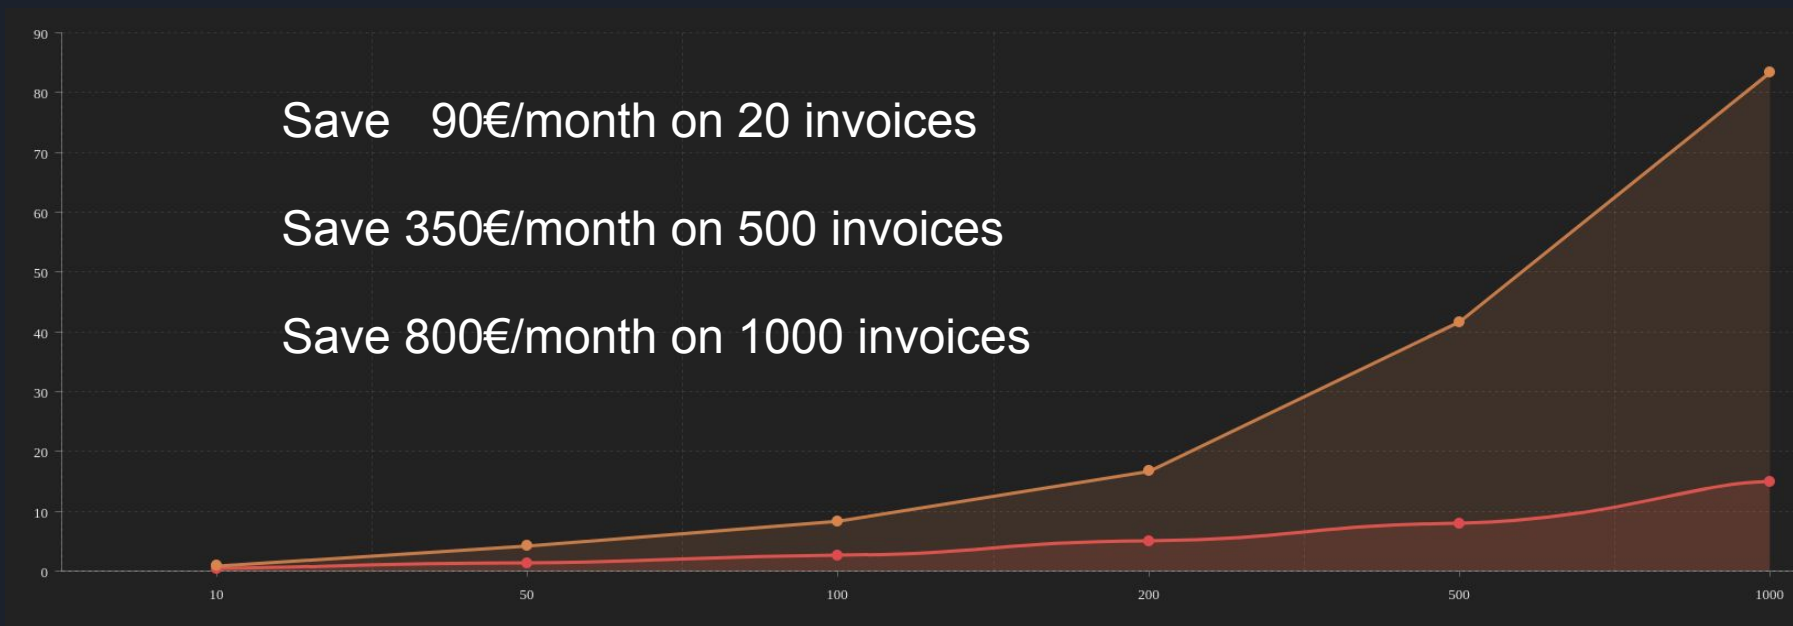 90
80
Save 90€/month on 20 invoices
70
60
Save 350€/month on 500 invoices
50
40
Save 800€/month on 1000 invoices
30
20
10
0
10 50 100 200 500 1000